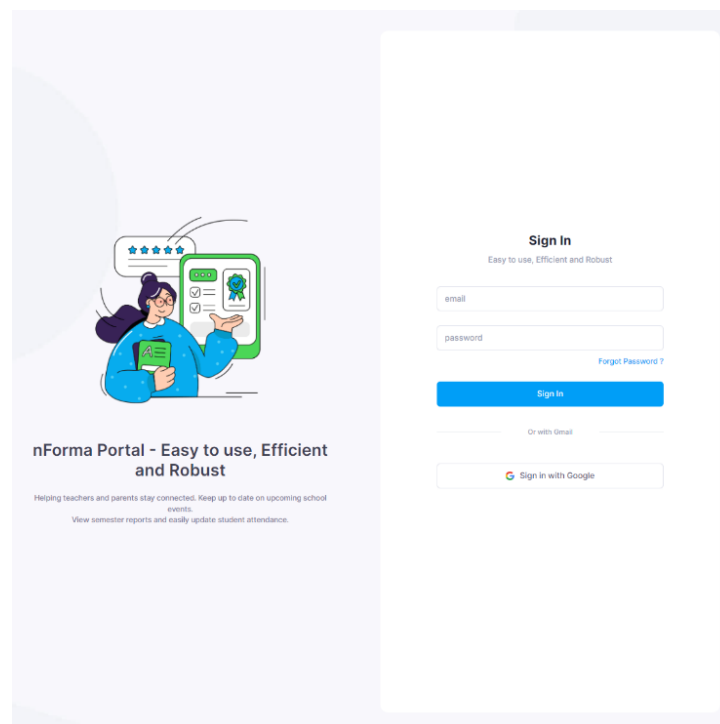 nForma Portal - Easy to use, Efficient
and Robust
Helping teachers and parents stay connected. Keep up to date on upcoming school
events.
View semester reports and easily update student attendance.
Sign In
Easy to use, Efficient and Robust
email
password
Forgot Password ?
Sign In
Or with Gmail
Sign in with Google